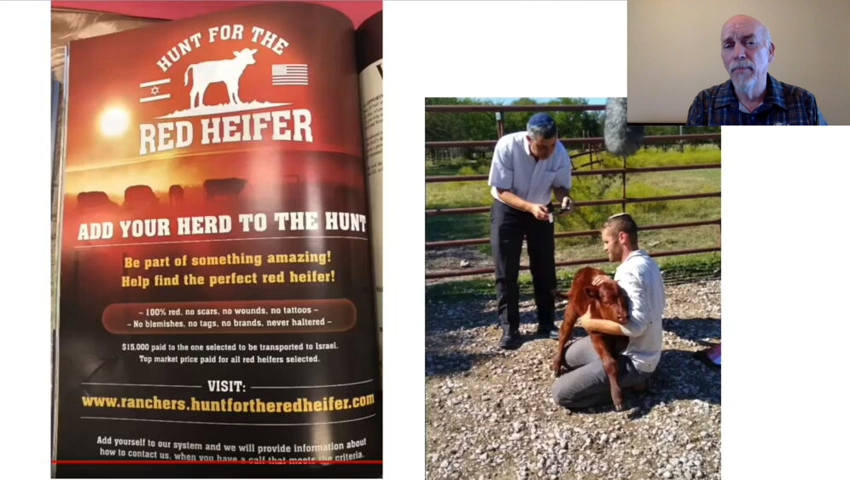 HUNT FOR THE
RED HEIFER
ADD YOUR HERD TO THE HUNT
Be part of something amazing!
Help find the perfect red heifer!
– 100% red, no scars, no wounds, no tattoos –
– No blemishes, no tags, no brands, never haltered –
$15,000 paid to the one selected to be transported to Israel.
Top market price paid for all red heifers selected.
VISIT:
www.ranchers.huntfortheredheifer.com
Add yourself to our system and we will provide information about
how to contact us, when you have a calf that meets the criteria.